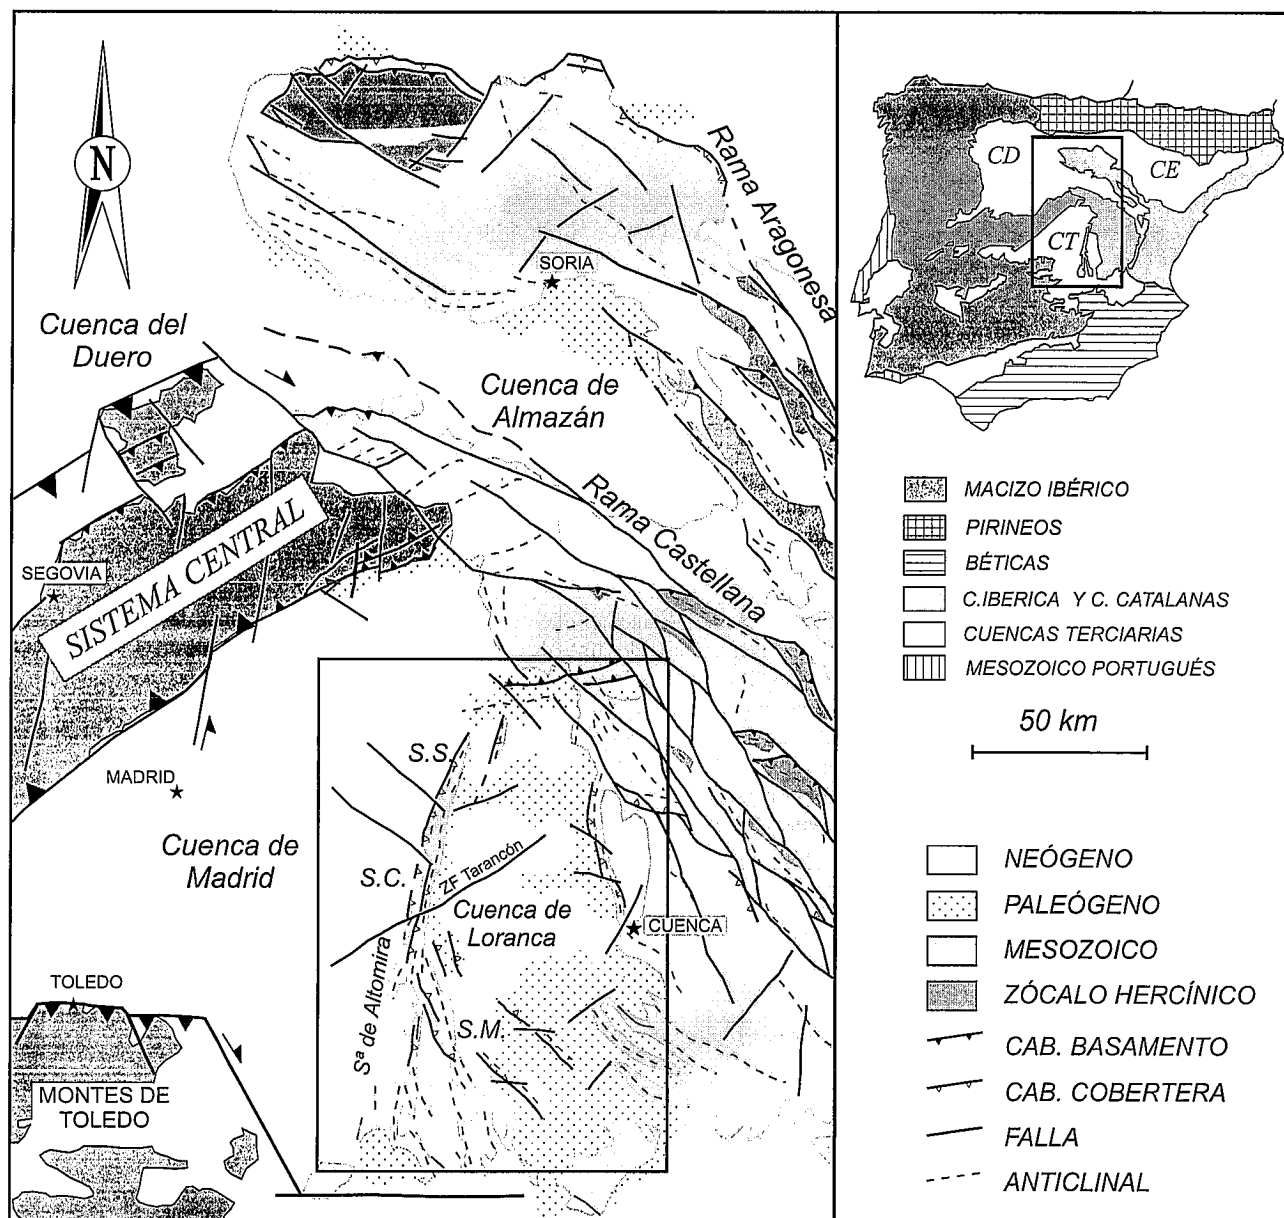 N
Rama Aragonesa
SORIA
Cuenca del
Duero
Cuenca de
Almazán
Rama Castellana
SISTEMA CENTRAL
SEGOVIA
MADRID
S.S.
Cuenca de
Madrid
S.C.
ZF Tarancón
Cuenca de
Loranca
CUENCA
Sª de Altomira
S.M.
TOLEDO
MONTES DE
TOLEDO
CD
CE
CT
MACIZO IBÉRICO
PIRINEOS
BÉTICAS
C.IBERICA Y C. CATALANAS
CUENCAS TERCIARIAS
MESOZOICO PORTUGUÉS
50 km
NEÓGENO
PALEÓGENO
MESOZOICO
ZÓCALO HERCÍNICO
CAB. BASAMENTO
CAB. COBERTERA
FALLA
ANTICLINAL